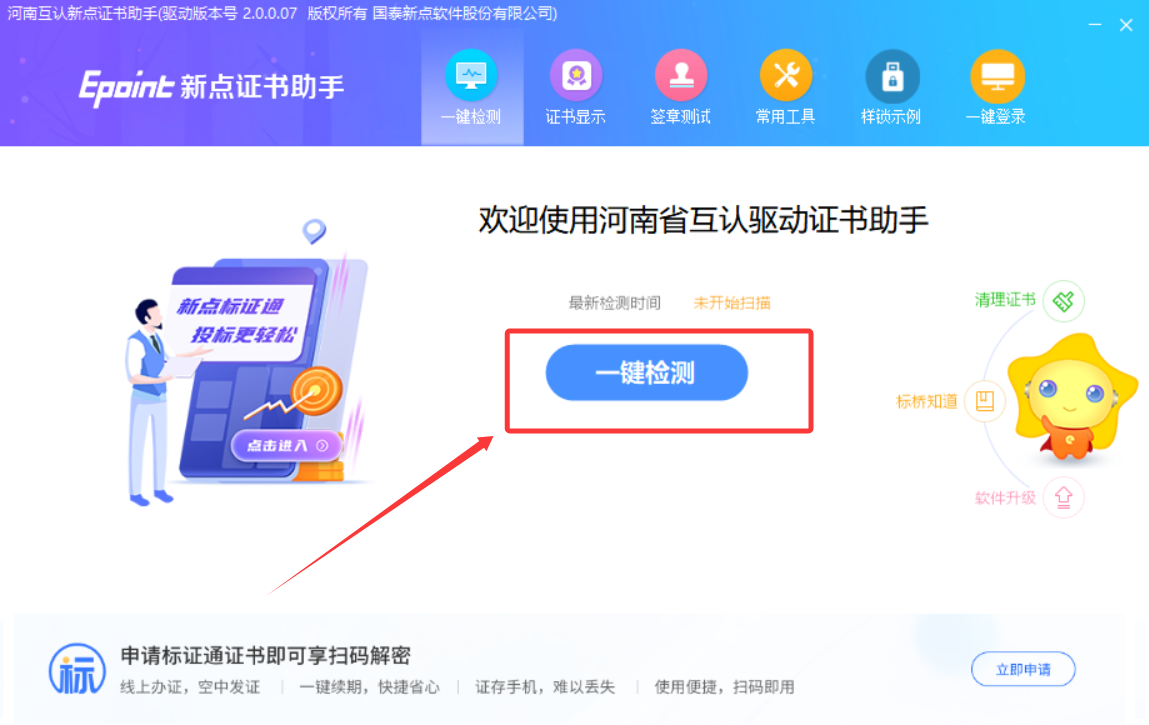 河南互认新点证书助手(驱动版本号 2.0.0.07 版权所有 国泰新点软件股份有限公司)
Epoint 新点证书助手
一键检测
证书显示
签章测试
常用工具
样锁示例
一键登录
欢迎使用河南省互认驱动证书助手
最新检测时间 未开始扫描
一键检测
新点标证通
投标更轻松
点击进入
清理证书
标桥知道
软件升级
标
申请标证通证书即可享扫码解密
线上办证，空中发证 | 一键续期，快捷省心 | 证存手机，难以丢失 | 使用便捷，扫码即用
立即申请